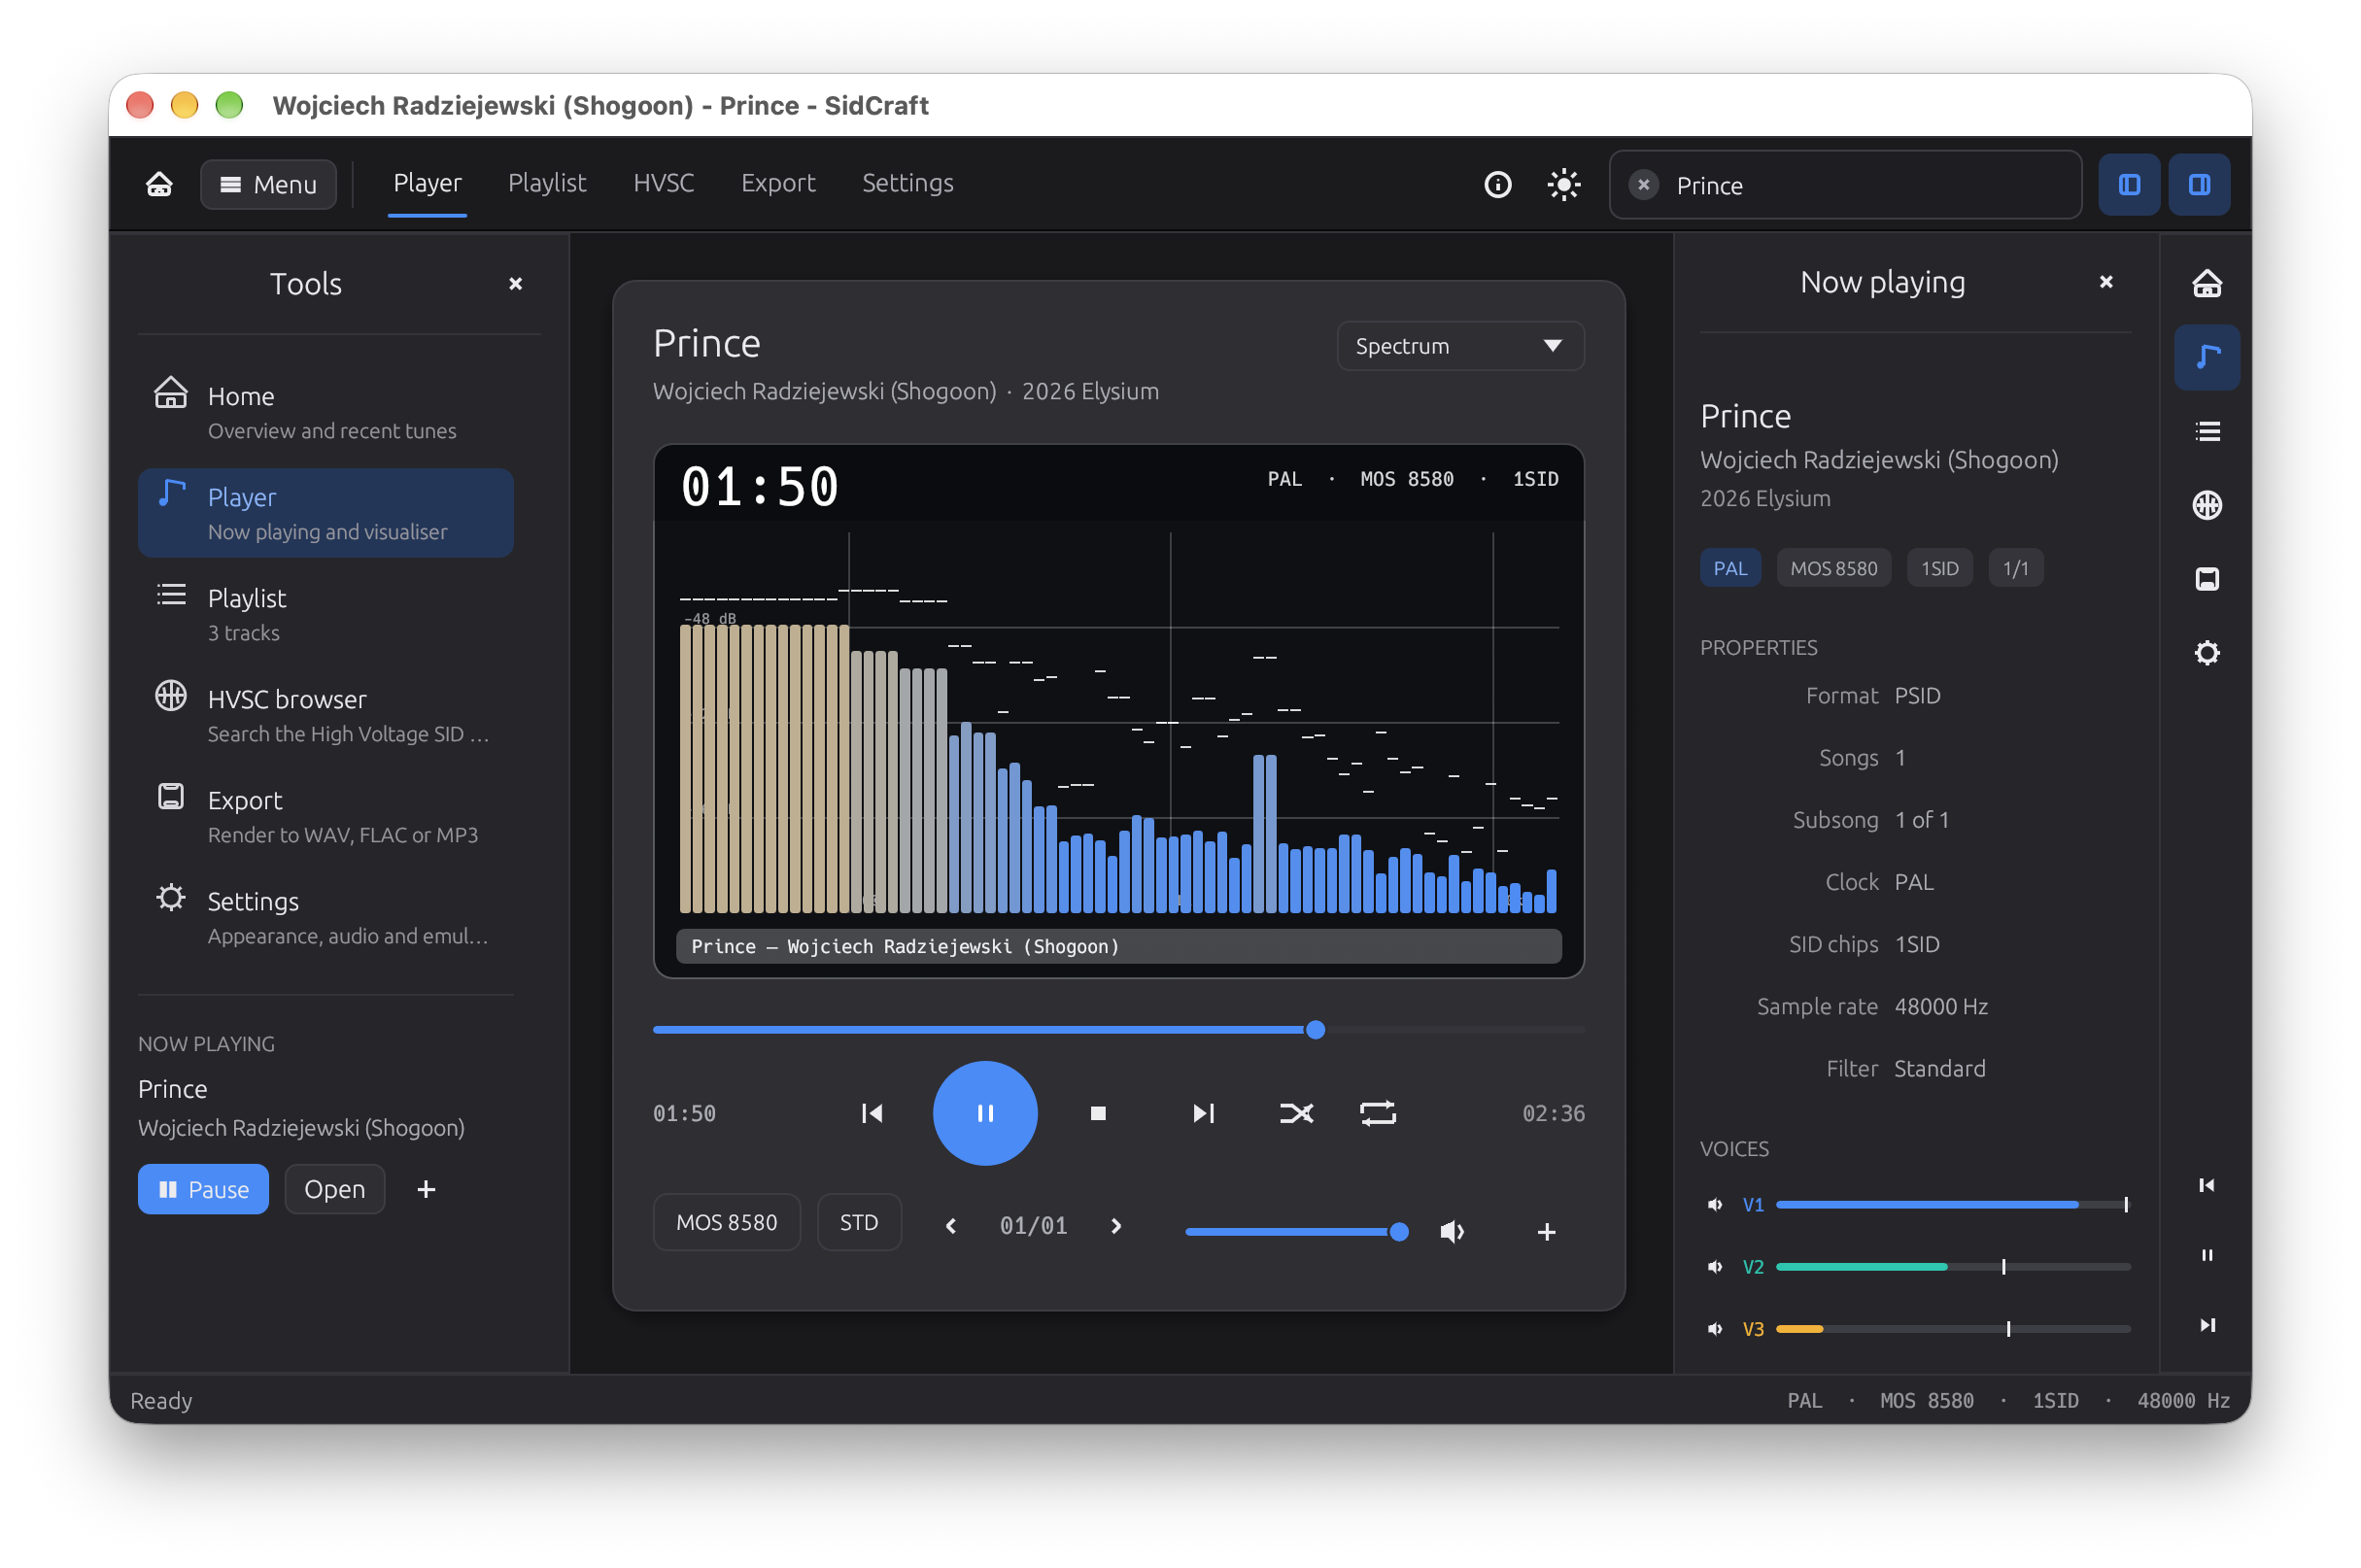 Wojciech Radziejewski (Shogoon) - Prince - SidCraft
Menu
Player
Playlist
HVSC
Export
Settings
Prince
Tools
Home
Overview and recent tunes
Player
Now playing and visualiser
Playlist
3 tracks
HVSC browser
Search the High Voltage SID ...
Export
Render to WAV, FLAC or MP3
Settings
Appearance, audio and emul...
NOW PLAYING
Prince
Wojciech Radziejewski (Shogoon)
Pause
Open
Prince
Spectrum
Wojciech Radziejewski (Shogoon) · 2026 Elysium
01:50
PAL · MOS 8580 · 1SID
-48 dB
Prince – Wojciech Radziejewski (Shogoon)
01:50
02:36
MOS 8580
STD
01/01
Now playing
Prince
Wojciech Radziejewski (Shogoon)
2026 Elysium
PAL
MOS 8580
1SID
1/1
PROPERTIES
Format PSID
Songs 1
Subsong 1 of 1
Clock PAL
SID chips 1SID
Sample rate 48000 Hz
Filter Standard
VOICES
V1
V2
V3
Ready
PAL · MOS 8580 · 1SID · 48000 Hz